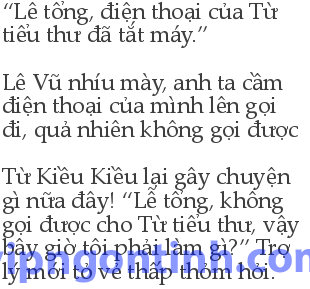 “Lê tổng, điện thoại của Từ
tiểu thư đã tắt máy.”
Lê Vũ nhíu mày, anh ta cầm
điện thoại của mình lên gọi
đi, quả nhiên không gọi được
Từ Kiều Kiều lại gây chuyện
gì nữa đây! “Lê tổng, không
gọi được cho Từ tiểu thư, vậy
bây giờ tôi phải làm gì?” Trợ
lý mới tỏ vẻ thấp thỏm hỏi.
vipngontinh.com